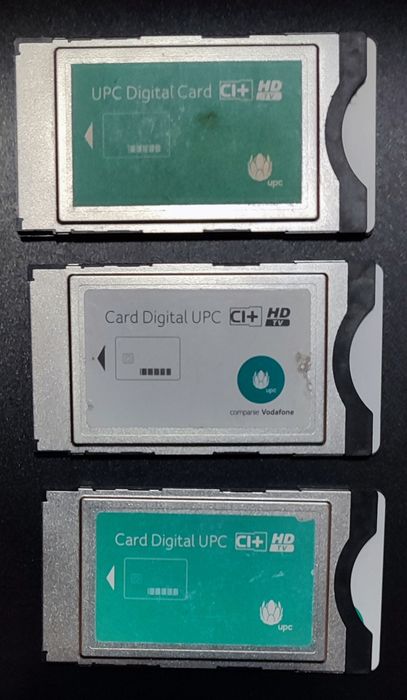 UPC Digital Card CI+ HD TV
upc
Card Digital UPC CI+ HD TV
upc
companie Vodafone
Card Digital UPC CI+ HD TV
upc